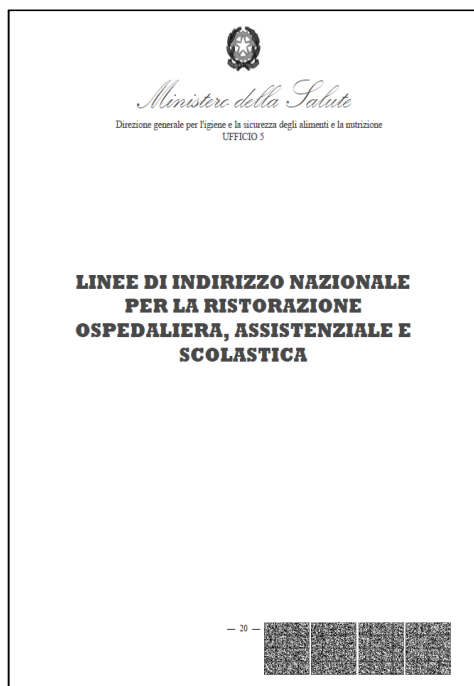 Ministero della Salute
Direzione generale per l'igiene e la sicurezza degli alimenti e la nutrizione
UFFICIO 5
LINEE DI INDIRIZZO NAZIONALE
PER LA RISTORAZIONE
OSPEDALIERA, ASSISTENZIALE E
SCOLASTICA
— 20 —